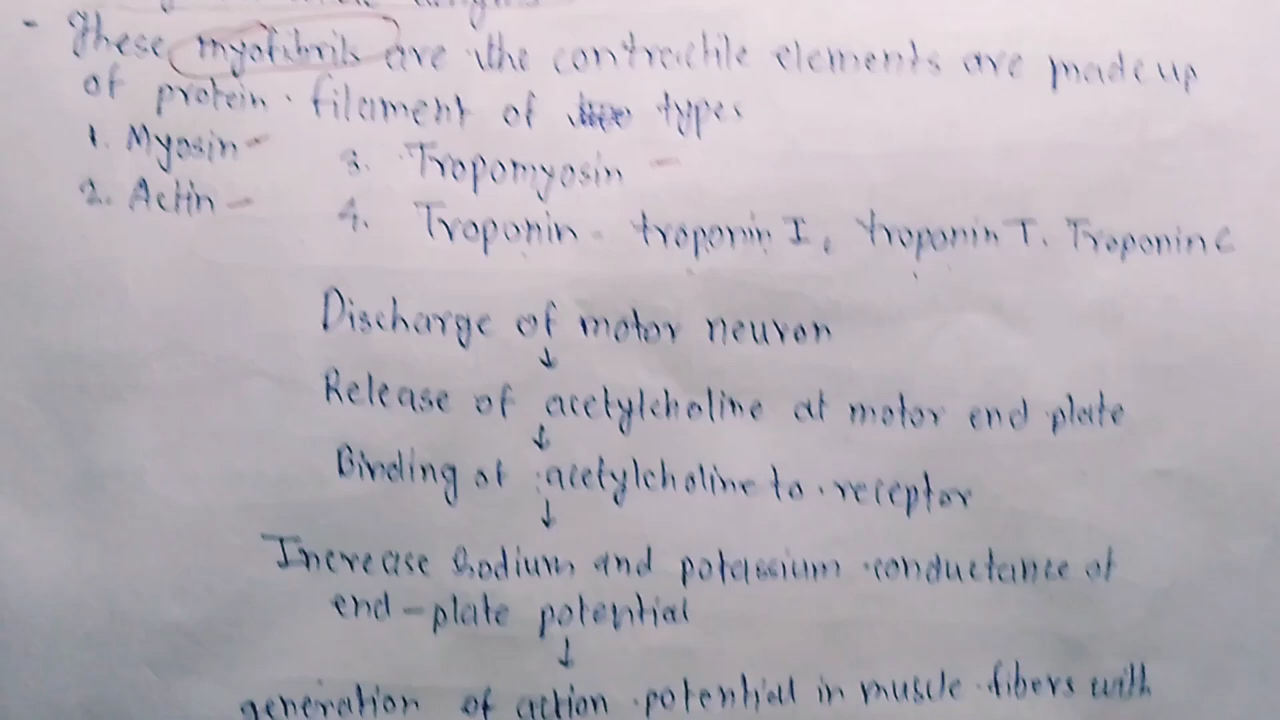 - These myofibrils are the contractile elements are made up
of protein. filament of types
1. Myosin -
3. Tropomyosin -
2. Actin -
4. Troponin - troponin I, troponin T. Troponin C
Discharge of motor neuron
↓
Release of acetylcholine at motor end plate
↓
Binding of acetylcholine to receptor
↓
Increase Sodium and potassium conductance of
end-plate potential
↓
generation of action potential in muscle fibers with